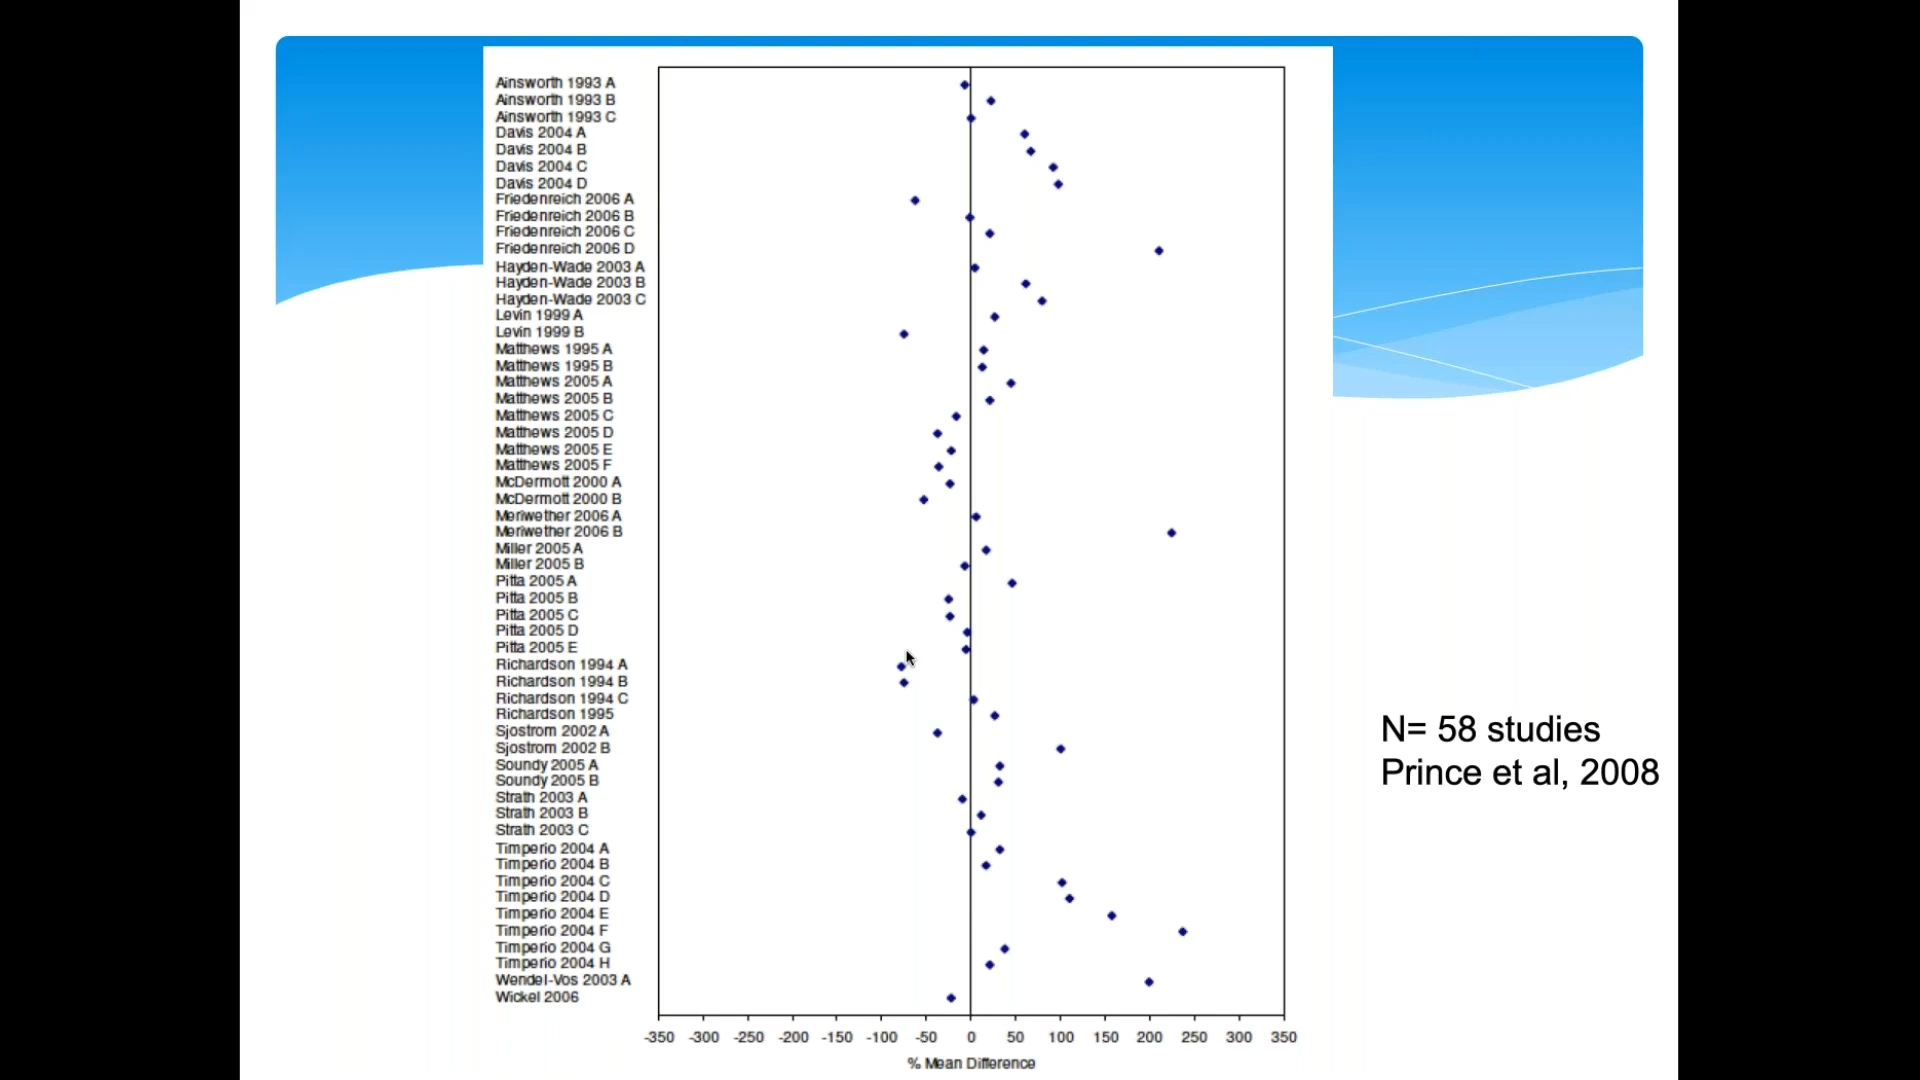 Ainsworth 1993 A
Ainsworth 1993 B
Ainsworth 1993 C
Davis 2004 A
Davis 2004 B
Davis 2004 C
Davis 2004 D
Friedenreich 2006 A
Friedenreich 2006 B
Friedenreich 2006 C
Friedenreich 2006 D
Hayden-Wade 2003 A
Hayden-Wade 2003 B
Hayden-Wade 2003 C
Levin 1999 A
Levin 1999 B
Matthews 1995 A
Matthews 1995 B
Matthews 2005 A
Matthews 2005 B
Matthews 2005 C
Matthews 2005 D
Matthews 2005 E
Matthews 2005 F
McDermott 2000 A
McDermott 2000 B
Meriwether 2006 A
Meriwether 2006 B
Miller 2005 A
Miller 2005 B
Pitta 2005 A
Pitta 2005 B
Pitta 2005 C
Pitta 2005 D
Pitta 2005 E
Richardson 1994 A
Richardson 1994 B
Richardson 1994 C
Richardson 1995
Sjostrom 2002 A
Sjostrom 2002 B
Soundy 2005 A
Soundy 2005 B
Strath 2003 A
Strath 2003 B
Strath 2003 C
Timperio 2004 A
Timperio 2004 B
Timperio 2004 C
Timperio 2004 D
Timperio 2004 E
Timperio 2004 F
Timperio 2004 G
Timperio 2004 H
Wendel-Vos 2003 A
Wickel 2006
-350 -300 -250 -200 -150 -100 -50 0 50 100 150 200 250 300 350
% Mean Difference
N= 58 studies
Prince et al, 2008